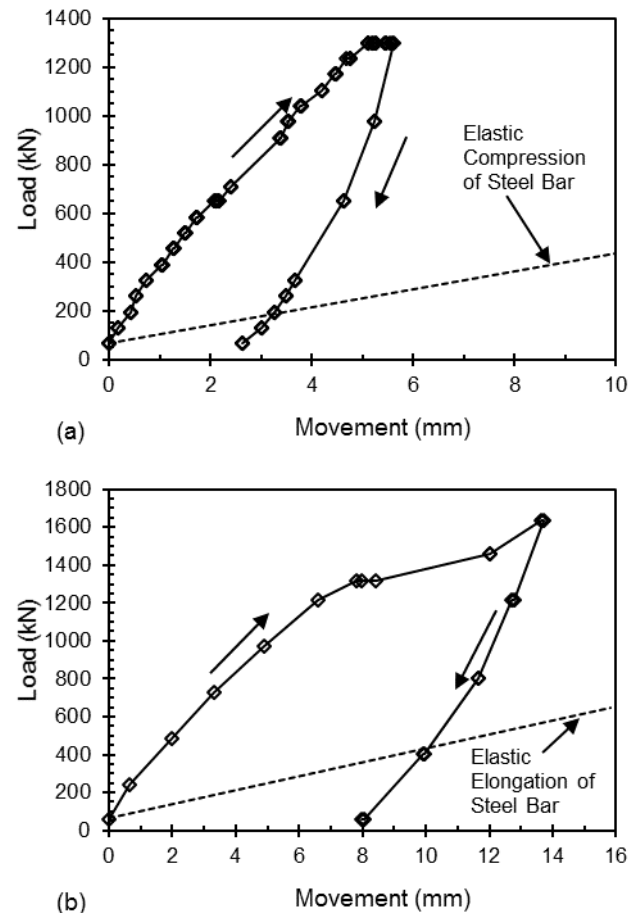 1400
1200
1000
800
600
400
200
0
Load (kN)
Elastic
Compression
of Steel Bar
0 2 4 6 8 10
Movement (mm)
(a)
1800
1600
1400
1200
1000
800
600
400
200
0
Load (kN)
Elastic
Elongation of
Steel Bar
0 2 4 6 8 10 12 14 16
Movement (mm)
(b)